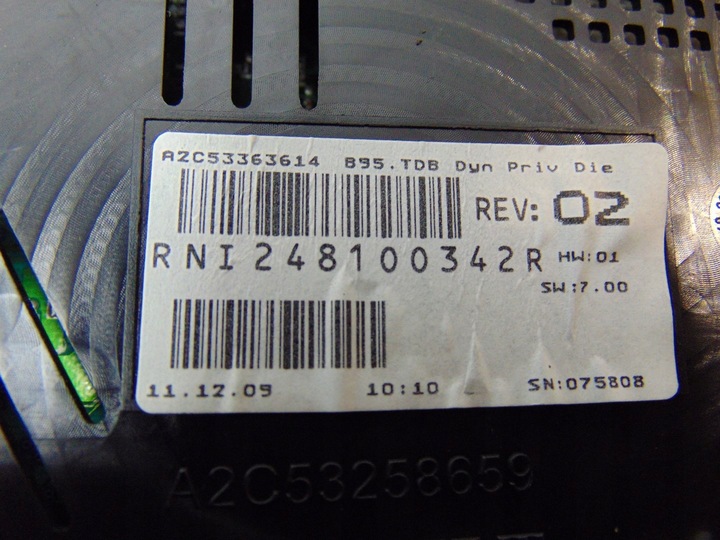 A2C53363614 B95.TDB Dyn Priv Die
REV: 02
RNI248100342R HW:01
SW:7.00
11.12.09 10:10 SN:075808
A2C53258659